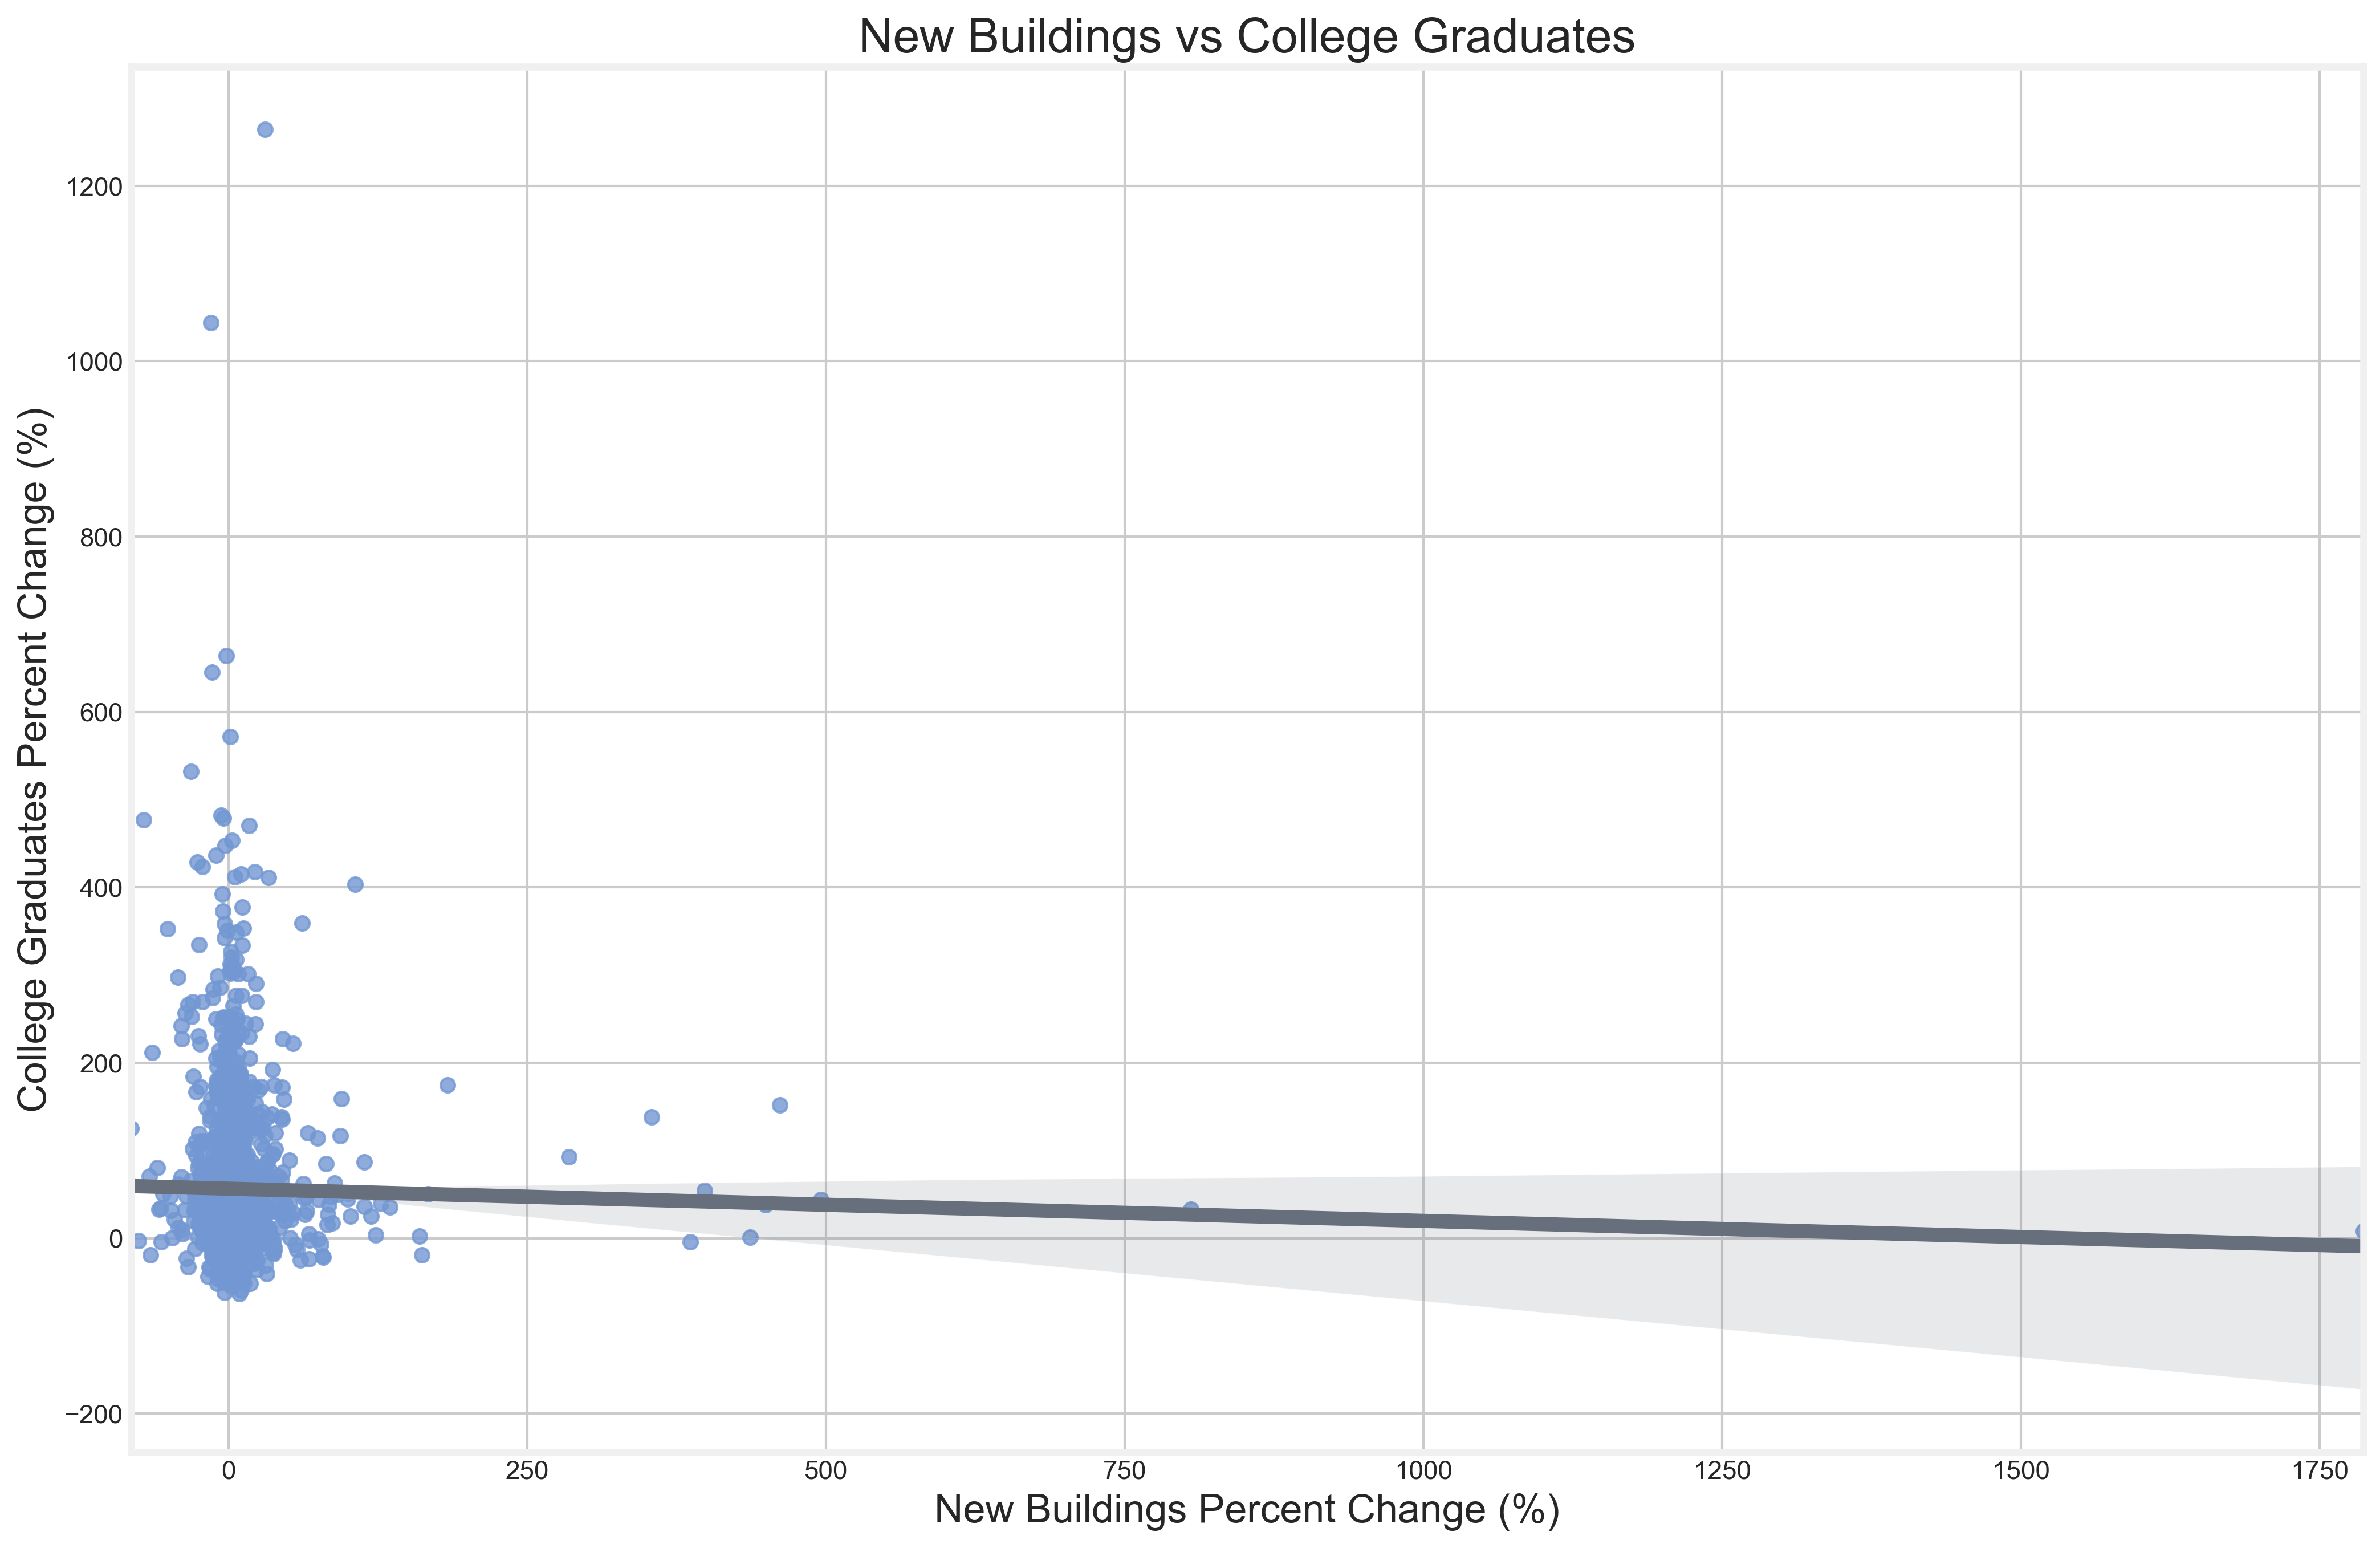 New Buildings vs College Graduates
College Graduates Percent Change (%)
1200
1000
800
600
400
200
0
−200
0 250 500 750 1000 1250 1500 1750
New Buildings Percent Change (%)